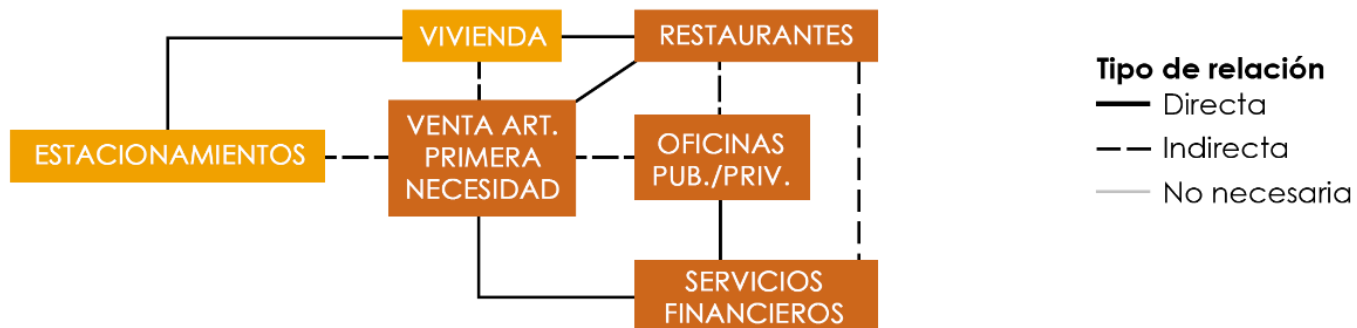 VIVIENDA
RESTAURANTES
ESTACIONAMIENTOS
VENTA ART.
PRIMERA
NECESIDAD
OFICINAS
PUB./PRIV.
SERVICIOS
FINANCIEROS
Tipo de relación
Directa
Indirecta
No necesaria